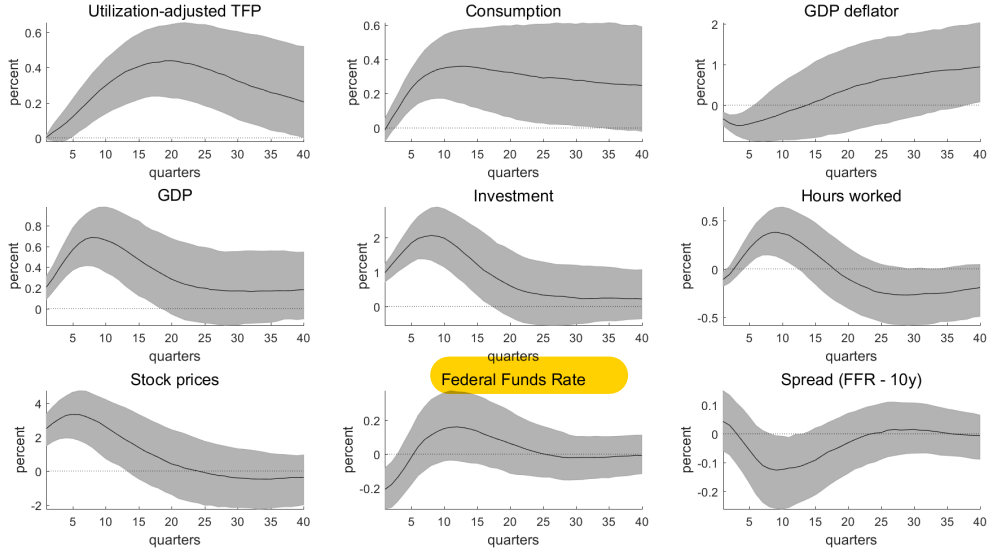 Utilization-adjusted TFP
percent
0.6
0.4
0.2
0
5 10 15 20 25 30 35 40
quarters
Consumption
percent
0.6
0.4
0.2
0
5 10 15 20 25 30 35 40
quarters
GDP deflator
percent
2
1
0
5 10 15 20 25 30 35 40
quarters
GDP
percent
0.8
0.6
0.4
0.2
0
5 10 15 20 25 30 35 40
quarters
Investment
percent
2
1
0
5 10 15 20 25 30 35 40
quarters
Hours worked
percent
0.5
0
-0.5
5 10 15 20 25 30 35 40
quarters
Stock prices
percent
4
2
0
-2
5 10 15 20 25 30 35 40
quarters
Federal Funds Rate
percent
0.2
0
-0.2
5 10 15 20 25 30 35 40
quarters
Spread (FFR - 10y)
percent
0.1
0
-0.1
-0.2
5 10 15 20 25 30 35 40
quarters